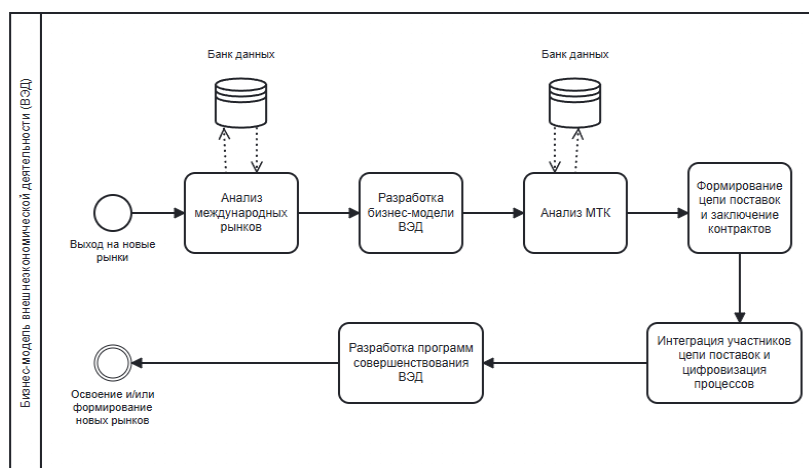 Бизнес-модель внешнеэкономической деятельности (ВЭД)
Банк данных
Банк данных
Выход на новые
рынки
Анализ
международных
рынков
Разработка
бизнес-модели
ВЭД
Анализ МТК
Формирование
цепи поставок
и заключение
контрактов
Освоение и/или
формирование
новых рынков
Разработка программ
совершенствования
ВЭД
Интеграция участников
цепи поставок и
цифровизация
процессов